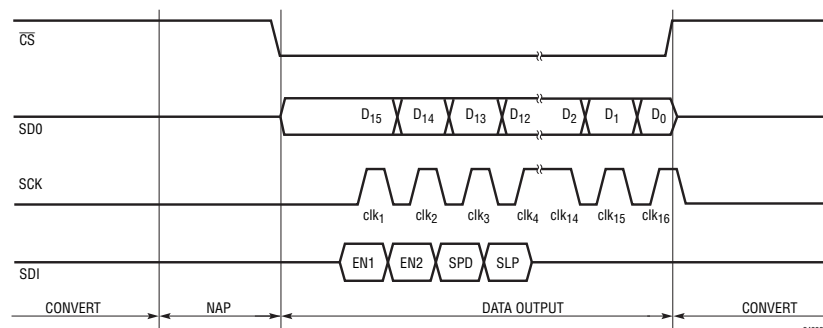 CS
D15 D14 D13 D12 D2 D1 D0
SD0
SCK
clk1 clk2 clk3 clk4 clk14 clk15 clk16
EN1 EN2 SPD SLP
SDI
CONVERT NAP DATA OUTPUT CONVERT